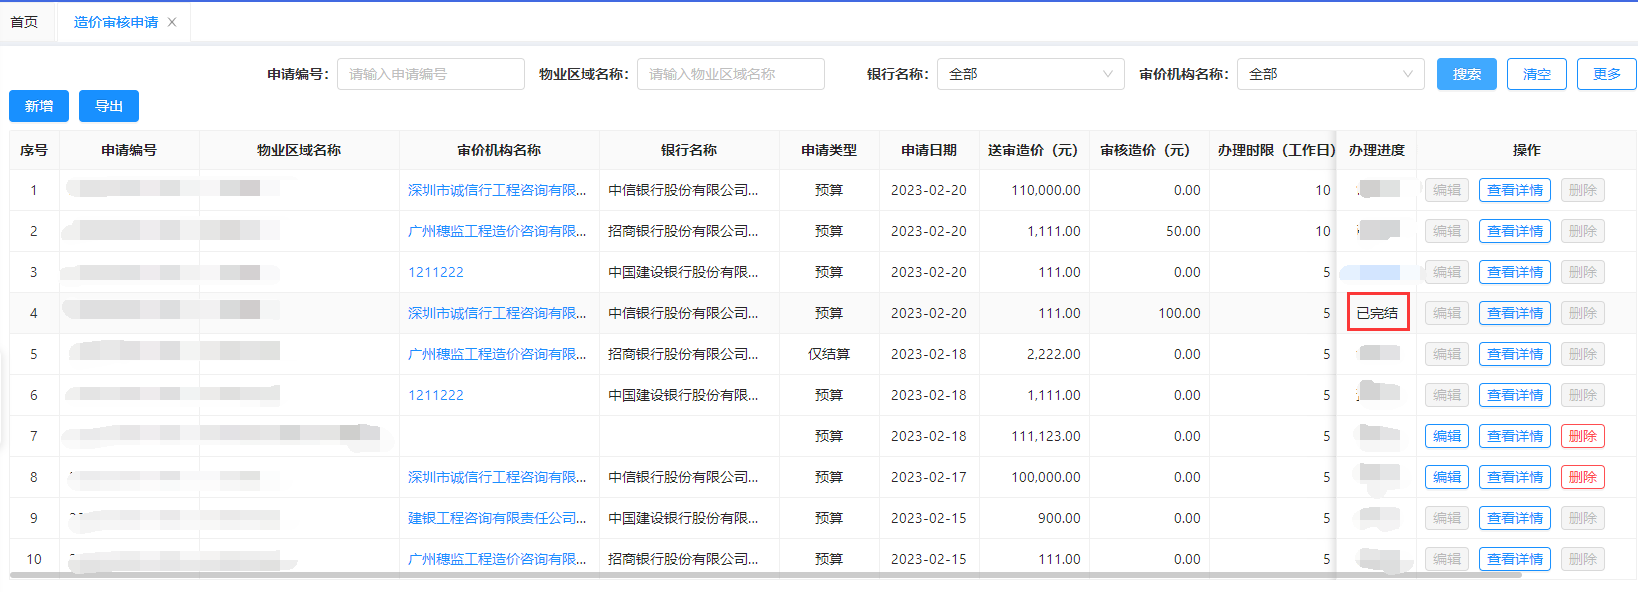 首页 造价审核申请 ×
申请编号： 请输入申请编号 物业区域名称： 请输入物业区域名称 银行名称： 全部 审价机构名称： 全部 搜索 清空 更多
新增 导出
序号 申请编号 物业区域名称 审价机构名称 银行名称 申请类型 申请日期 送审造价（元） 审核造价（元） 办理时限（工作日） 办理进度 操作
1 深圳市诚信行工程咨询有限... 中信银行股份有限公司... 预算 2023-02-20 110,000.00 0.00 10 编辑 查看详情 删除
2 广州穗监工程造价咨询有限... 招商银行股份有限公司... 预算 2023-02-20 1,111.00 50.00 10 编辑 查看详情 删除
3 1211222 中国建设银行股份有限... 预算 2023-02-20 111.00 0.00 5 编辑 查看详情 删除
4 深圳市诚信行工程咨询有限... 中信银行股份有限公司... 预算 2023-02-20 111.00 100.00 5 已完结 编辑 查看详情 删除
5 广州穗监工程造价咨询有限... 招商银行股份有限公司... 仅结算 2023-02-18 2,222.00 0.00 5 编辑 查看详情 删除
6 1211222 中国建设银行股份有限... 预算 2023-02-18 1,111.00 0.00 5 编辑 查看详情 删除
7 预算 2023-02-18 111,123.00 0.00 5 编辑 查看详情 删除
8 深圳市诚信行工程咨询有限... 中信银行股份有限公司... 预算 2023-02-17 100,000.00 0.00 5 编辑 查看详情 删除
9 建银工程咨询有限责任公司... 中国建设银行股份有限... 预算 2023-02-15 900.00 0.00 5 编辑 查看详情 删除
10 广州穗监工程造价咨询有限... 招商银行股份有限公司... 预算 2023-02-15 111.00 0.00 5 编辑 查看详情 删除